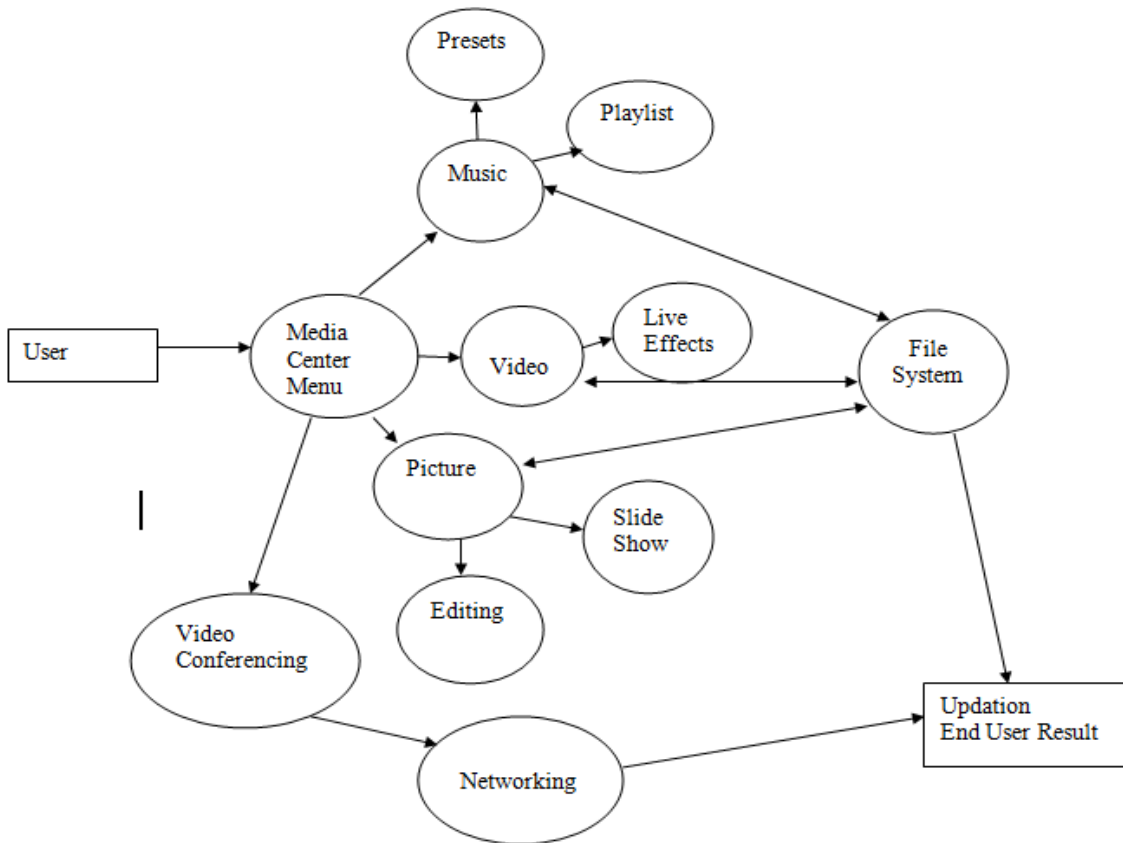 Presets
Playlist
Music
User
Media
Center
Menu
Video
Live
Effects
File
System
Picture
Slide
Show
Editing
Video
Conferencing
Networking
Updation
End User Result